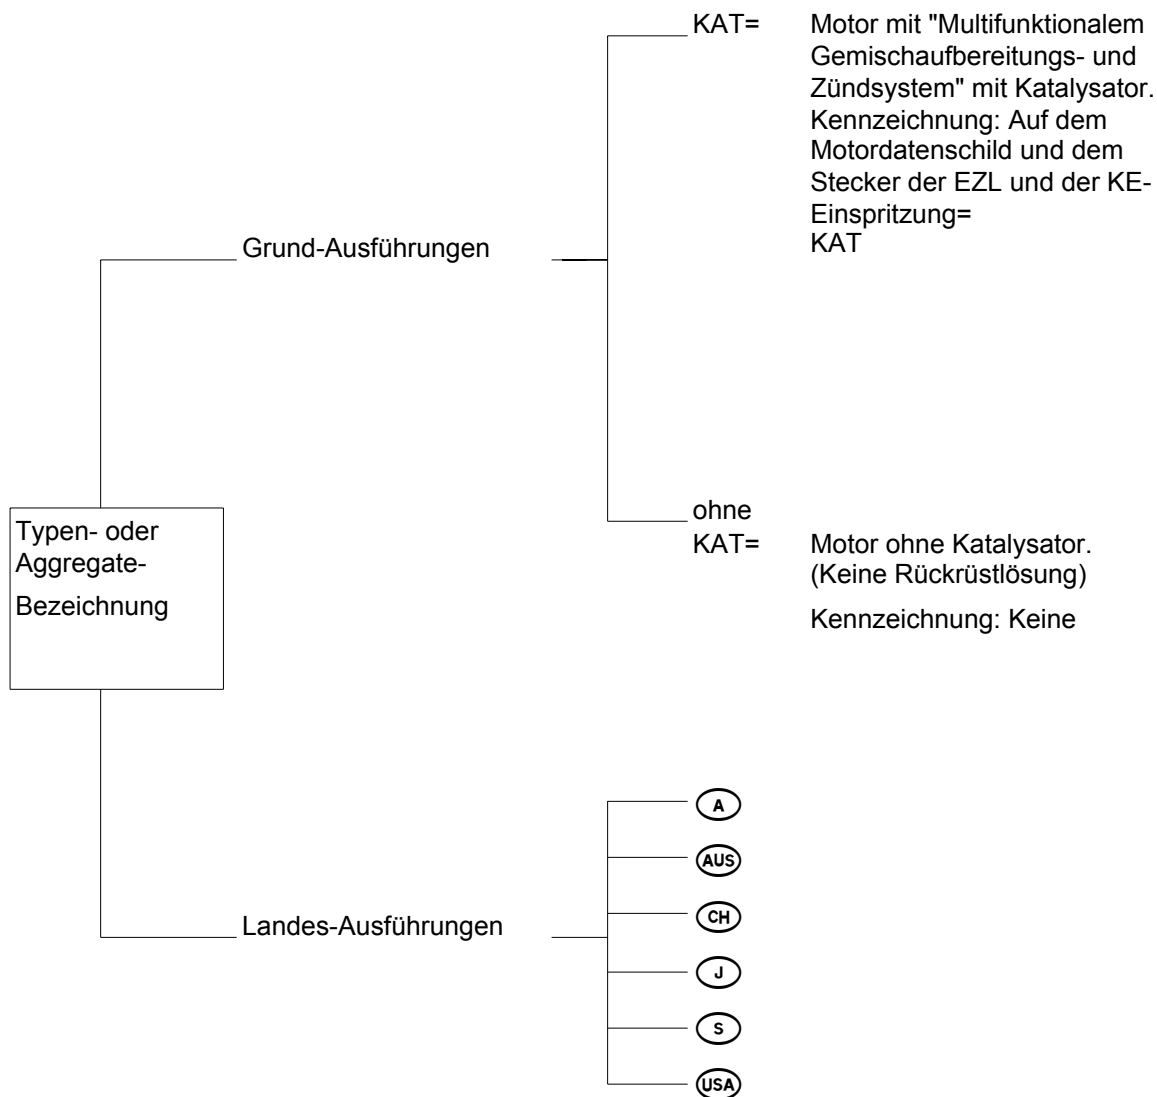 KAT= Motor mit "Multifunktionalem
Gemischaufbereitungs- und
Zündsystem" mit Katalysator.
Kennzeichnung: Auf dem
Motordatenschild und dem
Stecker der EZL und der KE-
Einspritzung=
KAT
Grund-Ausführungen
ohne
KAT= Motor ohne Katalysator.
(Keine Rückrüstlösung)
Kennzeichnung: Keine
Typen- oder
Aggregate-
Bezeichnung
Landes-Ausführungen
A
AUS
CH
J
S
USA